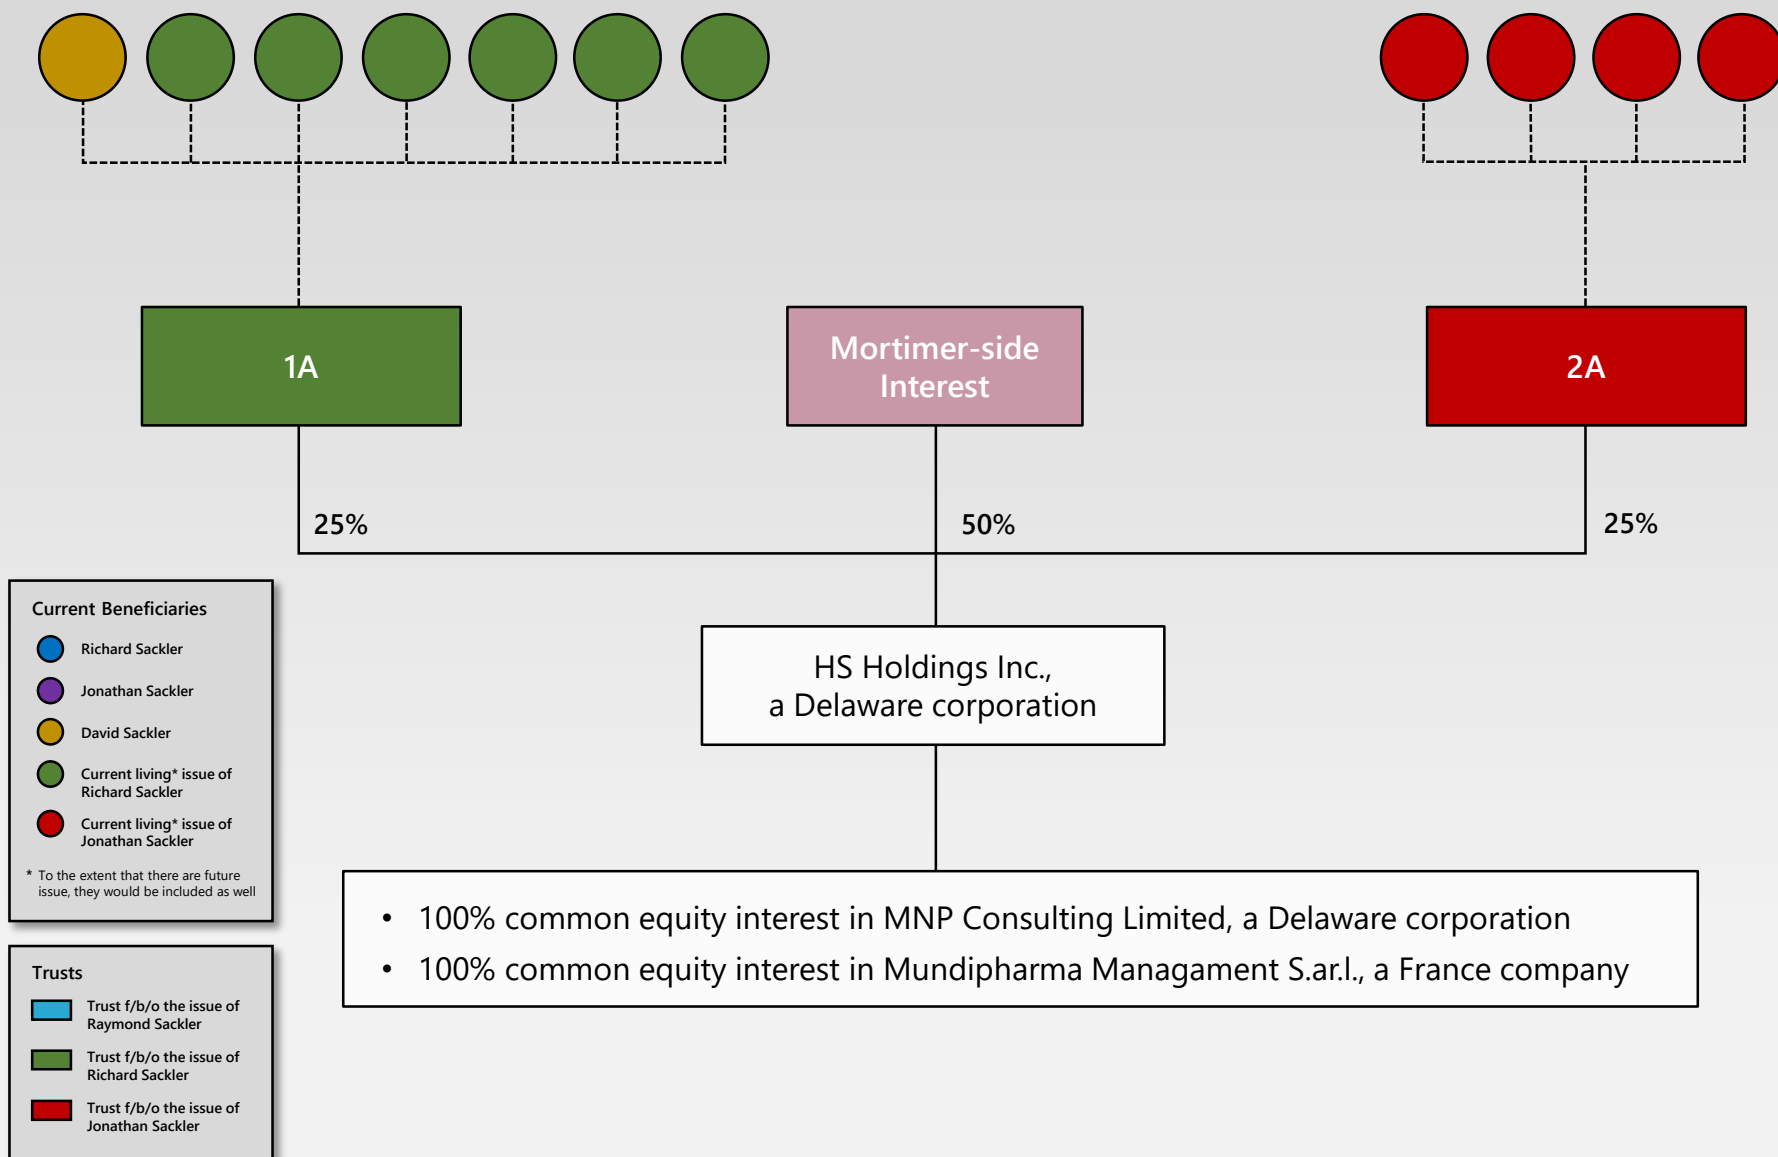 1A
Mortimer-side
Interest
2A
25%
50%
25%
HS Holdings Inc.,
a Delaware corporation
• 100% common equity interest in MNP Consulting Limited, a Delaware corporation
• 100% common equity interest in Mundipharma Managament S.ar.l., a France company
Current Beneficiaries
Richard Sackler
Jonathan Sackler
David Sackler
Current living* issue of
Richard Sackler
Current living* issue of
Jonathan Sackler
* To the extent that there are future
issue, they would be included as well
Trusts
Trust f/b/o the issue of
Raymond Sackler
Trust f/b/o the issue of
Richard Sackler
Trust f/b/o the issue of
Jonathan Sackler